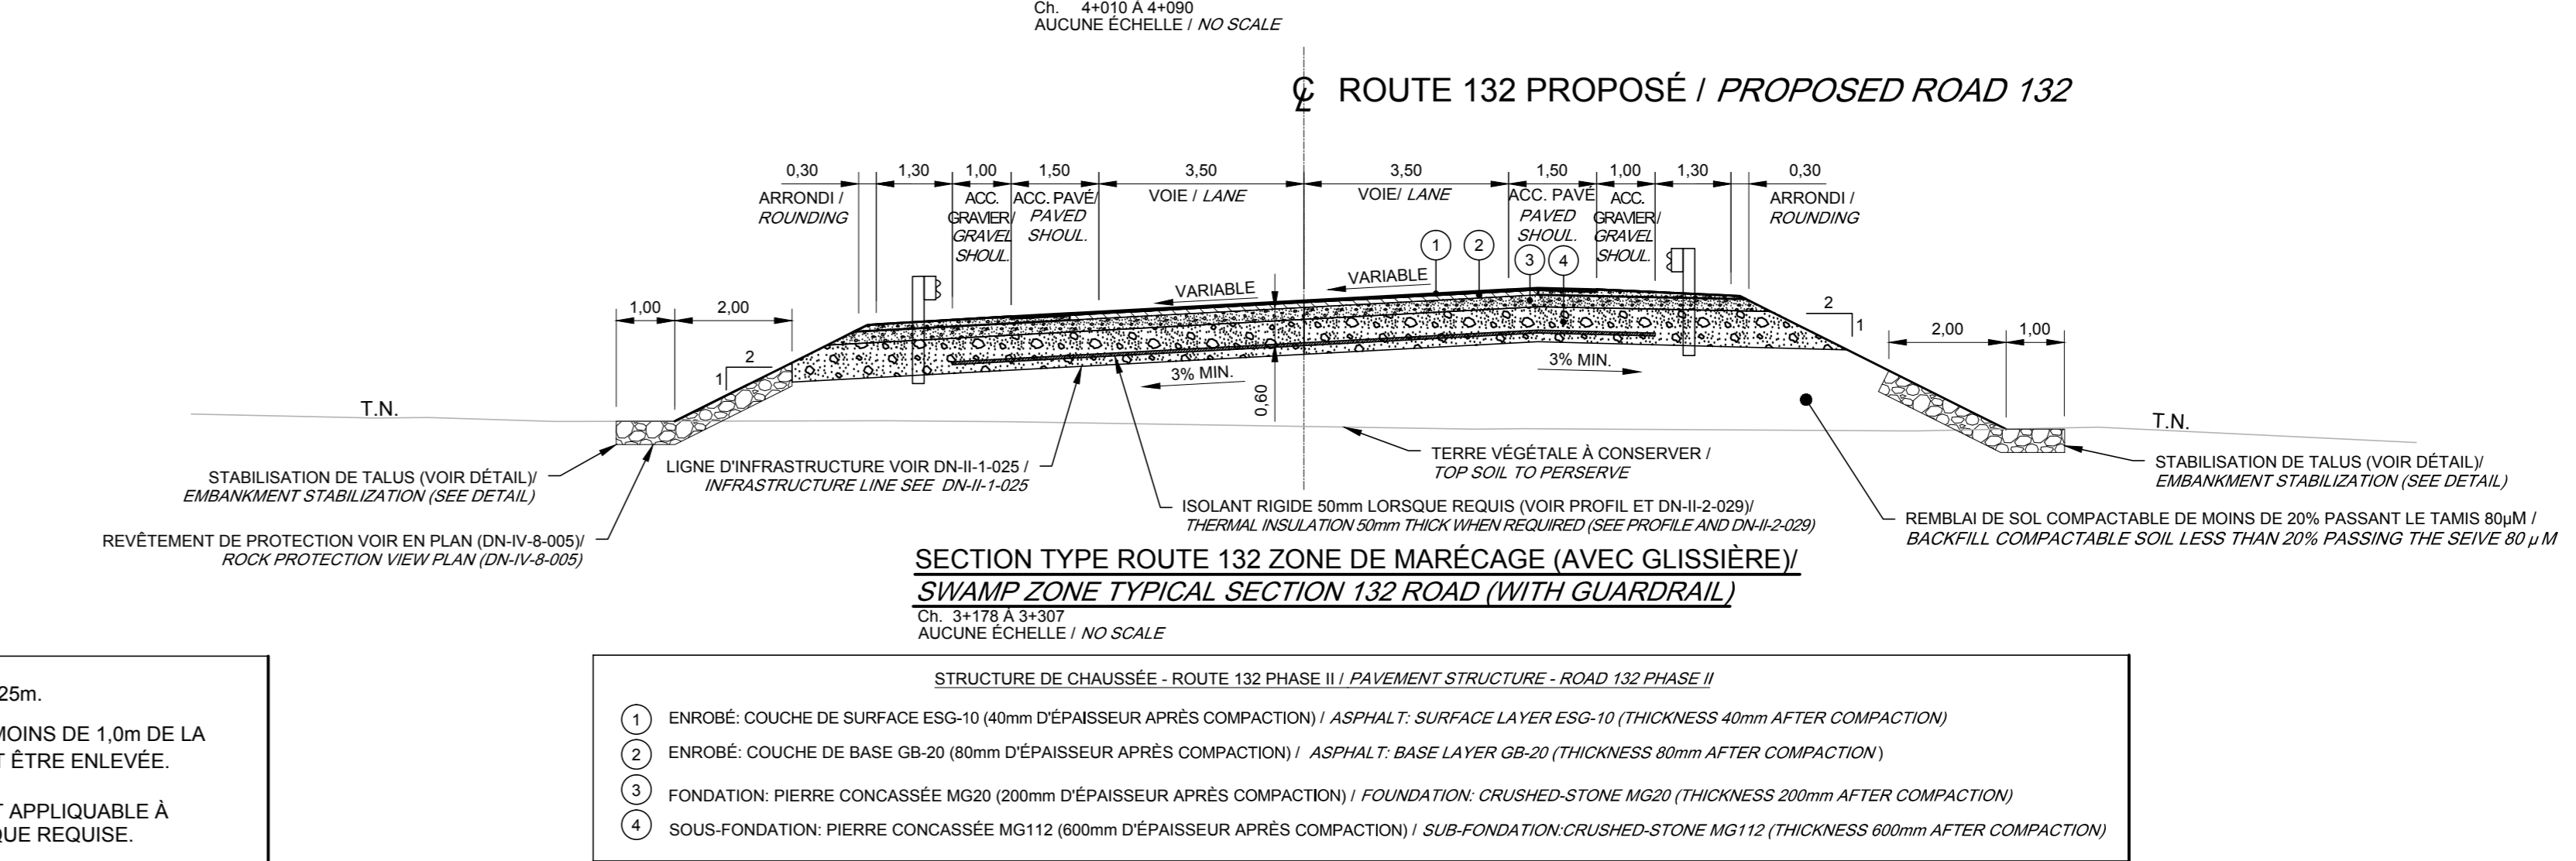 Ch. 4+010 À 4+090
AUCUNE ÉCHELLE / NO SCALE
℄ ROUTE 132 PROPOSÉ / PROPOSED ROAD 132
0,30 1,30 1,00 1,50 3,50 3,50 1,50 1,00 1,30 0,30
ARRONDI /
ROUNDING
ACC.
GRAVIER/
GRAVEL
SHOUL.
ACC. PAVÉ/
PAVED
SHOUL.
VOIE / LANE
VOIE/ LANE
ACC. PAVÉ
PAVED
SHOUL.
ACC.
GRAVIER/
GRAVEL
SHOUL.
ARRONDI /
ROUNDING
1 2 3 4
VARIABLE
VARIABLE
1,00 2,00
2
1
2
1
2,00 1,00
3% MIN.
3% MIN.
0,60
T.N.
T.N.
STABILISATION DE TALUS (VOIR DÉTAIL)/
EMBANKMENT STABILIZATION (SEE DETAIL)
REVÊTEMENT DE PROTECTION VOIR EN PLAN (DN-IV-8-005)/
ROCK PROTECTION VIEW PLAN (DN-IV-8-005)
LIGNE D'INFRASTRUCTURE VOIR DN-II-1-025 /
INFRASTRUCTURE LINE SEE DN-II-1-025
TERRE VÉGÉTALE À CONSERVER /
TOP SOIL TO PERSERVE
ISOLANT RIGIDE 50mm LORSQUE REQUIS (VOIR PROFIL ET DN-II-2-029)/
THERMAL INSULATION 50mm THICK WHEN REQUIRED (SEE PROFILE AND DN-II-2-029)
STABILISATION DE TALUS (VOIR DÉTAIL)/
EMBANKMENT STABILIZATION (SEE DETAIL)
REMBLAI DE SOL COMPACTABLE DE MOINS DE 20% PASSANT LE TAMIS 80µM /
BACKFILL COMPACTABLE SOIL LESS THAN 20% PASSING THE SEIVE 80 µ M
SECTION TYPE ROUTE 132 ZONE DE MARÉCAGE (AVEC GLISSIÈRE)/
SWAMP ZONE TYPICAL SECTION 132 ROAD (WITH GUARDRAIL)
Ch. 3+178 À 3+307
AUCUNE ÉCHELLE / NO SCALE
25m.
MOINS DE 1,0m DE LA
T ÊTRE ENLEVÉE.
T APPLIQUABLE À
QUE REQUISE.
STRUCTURE DE CHAUSSÉE - ROUTE 132 PHASE II / PAVEMENT STRUCTURE - ROAD 132 PHASE II
1 ENROBÉ: COUCHE DE SURFACE ESG-10 (40mm D'ÉPAISSEUR APRÈS COMPACTION) / ASPHALT: SURFACE LAYER ESG-10 (THICKNESS 40mm AFTER COMPACTION)
2 ENROBÉ: COUCHE DE BASE GB-20 (80mm D'ÉPAISSEUR APRÈS COMPACTION) / ASPHALT: BASE LAYER GB-20 (THICKNESS 80mm AFTER COMPACTION)
3 FONDATION: PIERRE CONCASSÉE MG20 (200mm D'ÉPAISSEUR APRÈS COMPACTION) / FOUNDATION: CRUSHED-STONE MG20 (THICKNESS 200mm AFTER COMPACTION)
4 SOUS-FONDATION: PIERRE CONCASSÉE MG112 (600mm D'ÉPAISSEUR APRÈS COMPACTION) / SUB-FONDATION:CRUSHED-STONE MG112 (THICKNESS 600mm AFTER COMPACTION)